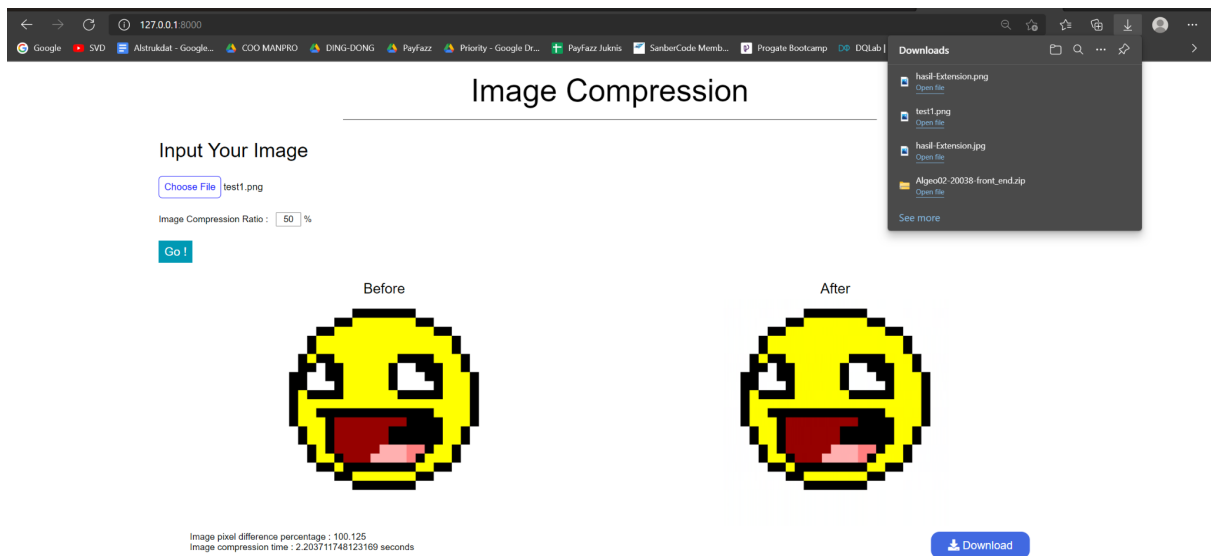 127.0.0.1:8000
Google SVD Alstrukdat - Google... COO MANPRO DING-DONG PayFazz Priority - Google Dr... PayFazz Juknis SanberCode Memb... Progate Bootcamp DQLab |
Downloads
hasil-Extension.png
Open file
test1.png
Open file
hasil-Extension.jpg
Open file
Algeo02-20038-front_end.zip
Open file
See more
Image Compression
Input Your Image
Choose File test1.png
Image Compression Ratio : 50 %
Go !
Before After
Image pixel difference percentage : 100.125
Image compression time : 2.203711748123169 seconds
Download